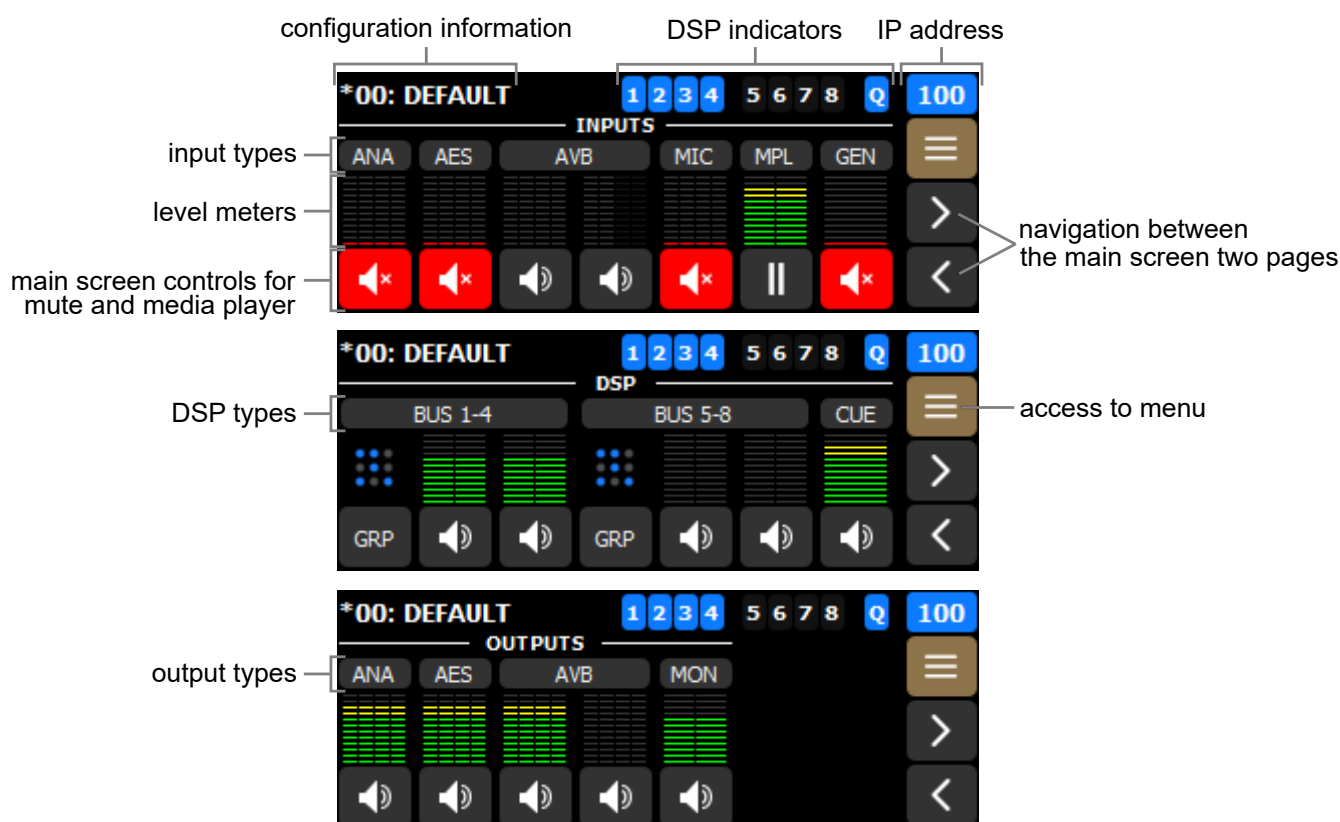 configuration information DSP indicators IP address
*00: DEFAULT 1 2 3 4 5 6 7 8 Q 100
INPUTS
input types ANA AES AVB MIC MPL GEN
level meters
navigation between
the main screen two pages
main screen controls for
mute and media player
*00: DEFAULT 1 2 3 4 5 6 7 8 Q 100
DSP
DSP types BUS 1-4 BUS 5-8 CUE access to menu
GRP GRP
*00: DEFAULT 1 2 3 4 5 6 7 8 Q 100
OUTPUTS
output types ANA AES AVB MON